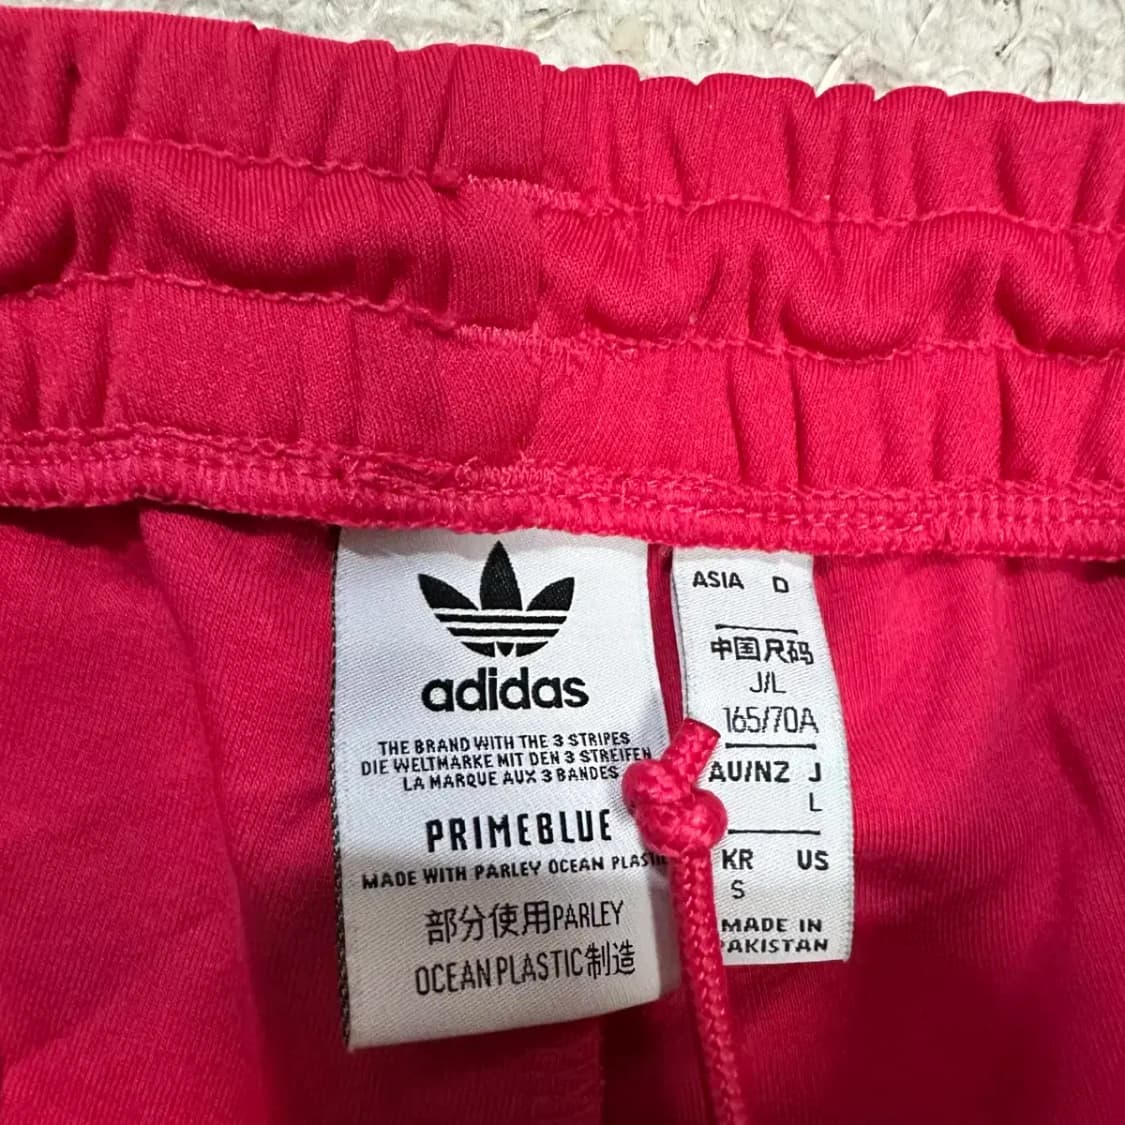 adidas
THE BRAND WITH THE 3 STRIPES
DIE WELTMARKE MIT DEN 3 STREIFEN
LA MARQUE AUX 3 BANDES
PRIMEBLUE
MADE WITH PARLEY OCEAN
部分使用PARLEY
OCEAN PLASTIC制造
ASIA D
中国尺码
J/L
165/70A
AU/NZ J
L
KR US
S
MADE IN